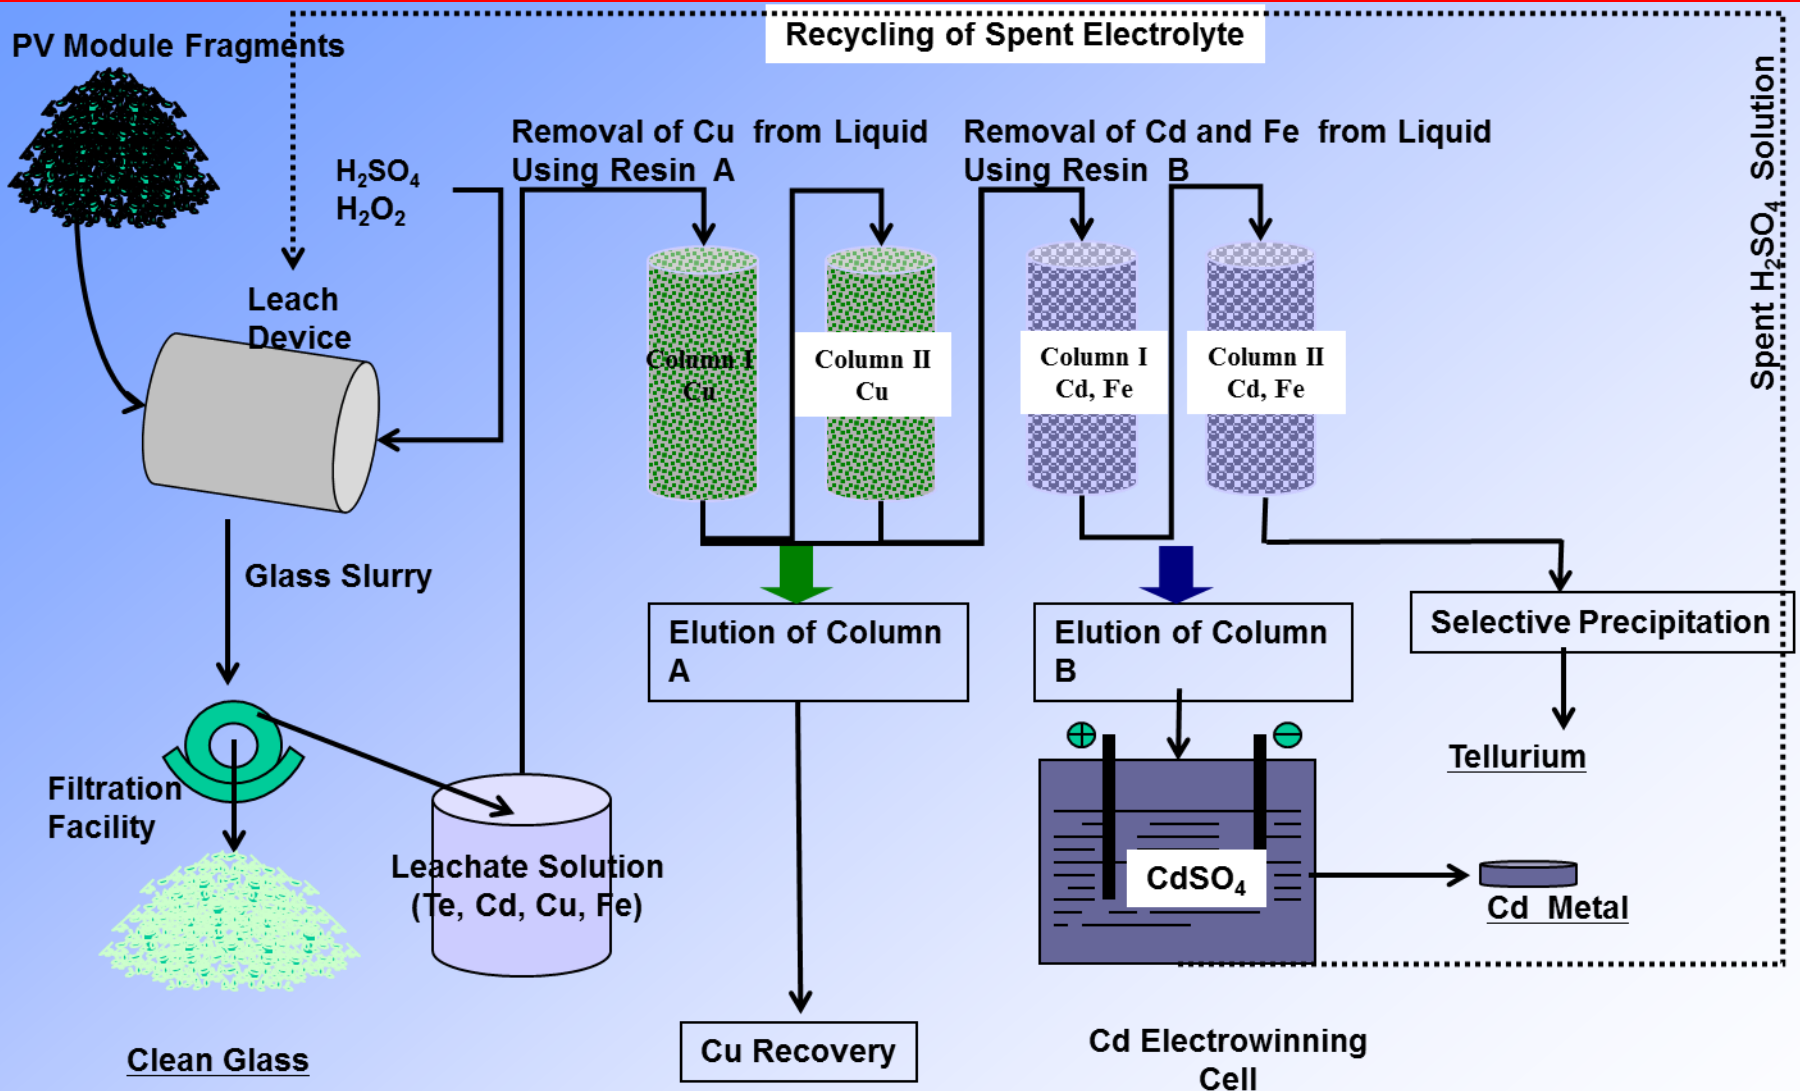 Recycling of Spent Electrolyte
PV Module Fragments
Spent H₂SO₄ Solution
Removal of Cu from Liquid
Using Resin A
Removal of Cd and Fe from Liquid
Using Resin B
H₂SO₄
H₂O₂
Leach
Device
Column I
Cu
Column II
Cu
Column I
Cd, Fe
Column II
Cd, Fe
Glass Slurry
Elution of Column
A
Elution of Column
B
Selective Precipitation
+
−
Tellurium
Filtration
Facility
Leachate Solution
(Te, Cd, Cu, Fe)
CdSO₄
Cd Metal
Clean Glass
Cu Recovery
Cd Electrowinning
Cell